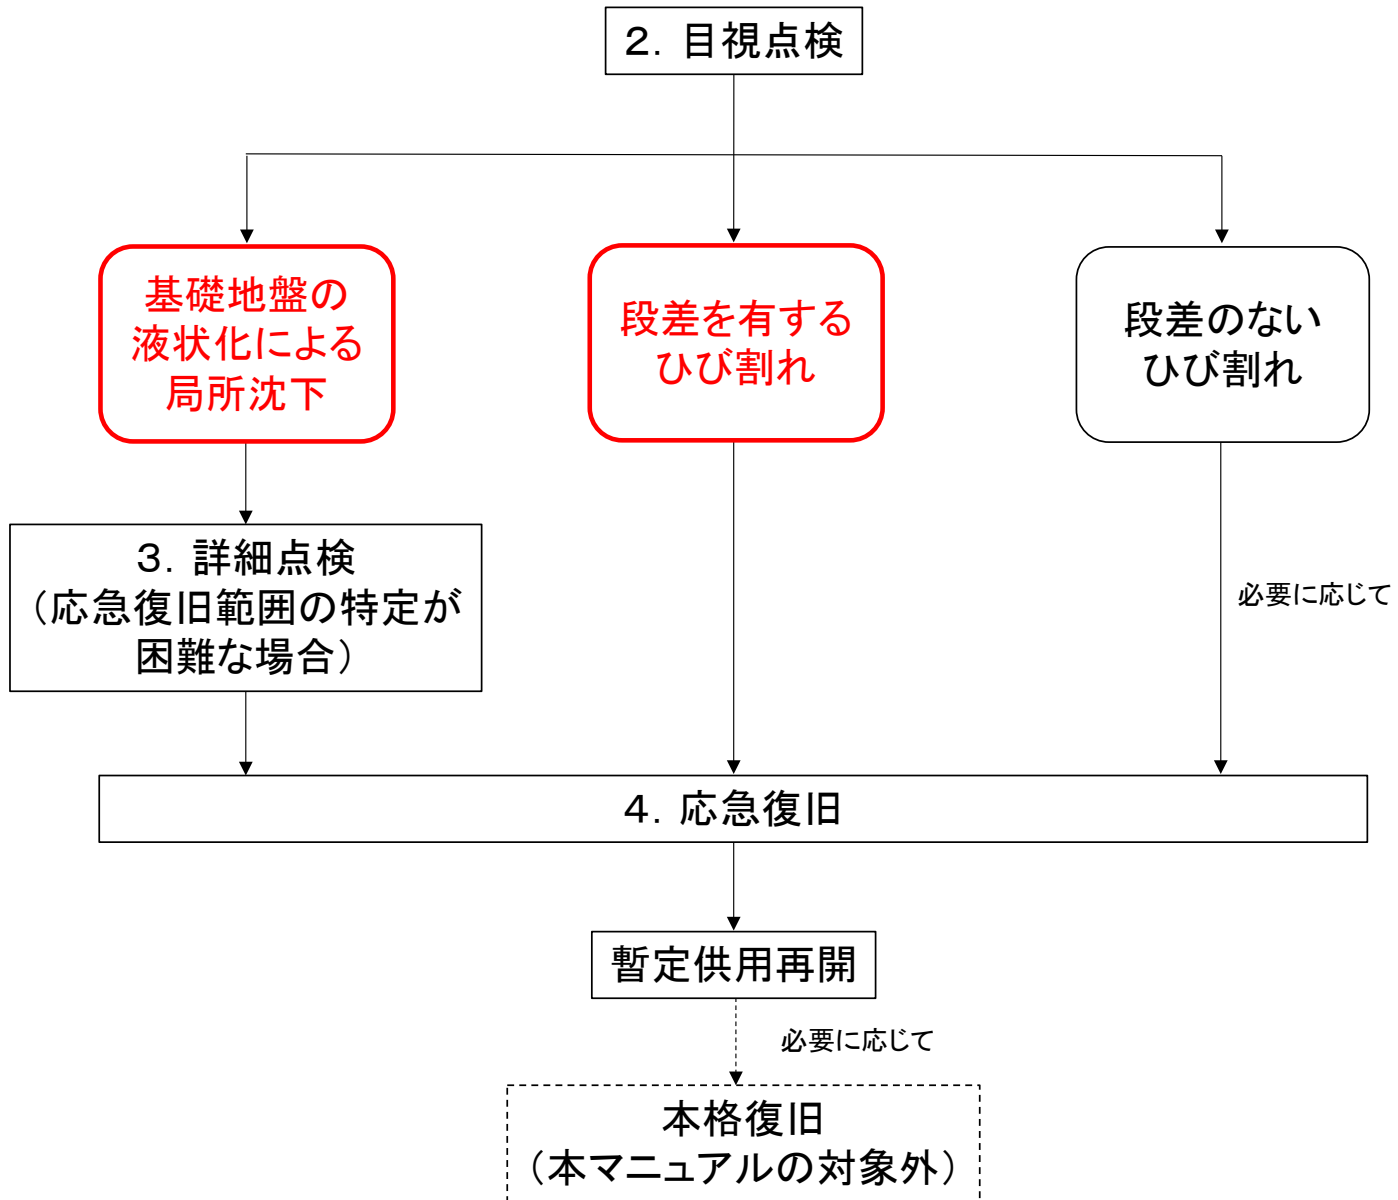 2．目視点検
基礎地盤の
液状化による
局所沈下
段差を有する
ひび割れ
段差のない
ひび割れ
3．詳細点検
（応急復旧範囲の特定が
困難な場合）
必要に応じて
4．応急復旧
暫定供用再開
必要に応じて
本格復旧
（本マニュアルの対象外）